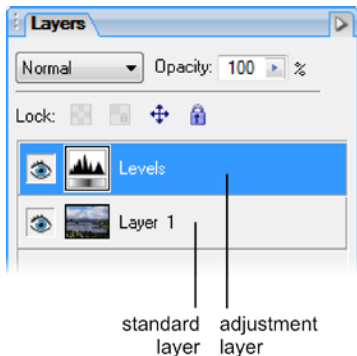 Layers
Normal Opacity: 100 %
Lock:
Levels
Layer 1
standard layer
adjustment layer